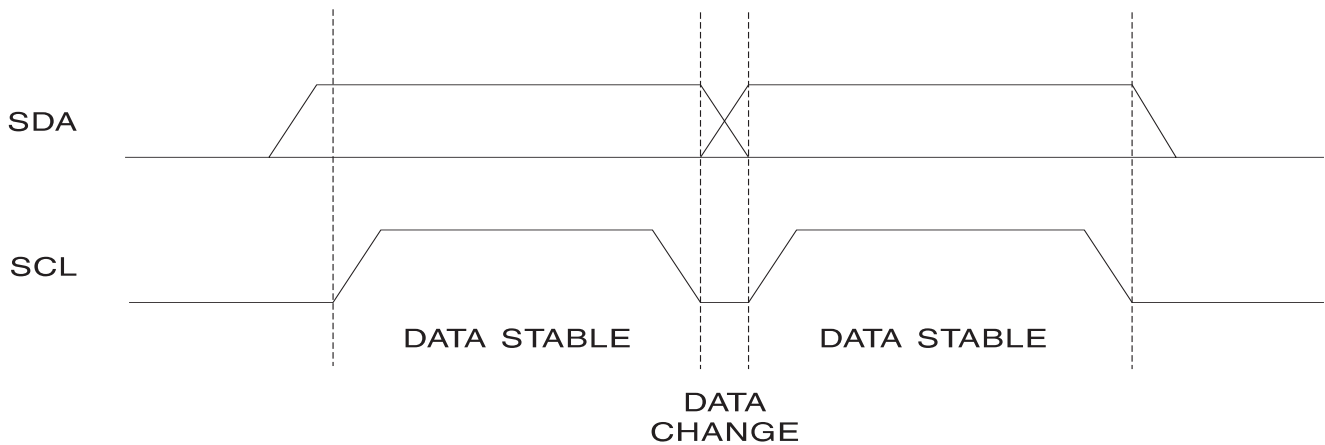 SDA
SCL
DATA STABLE
DATA STABLE
DATA
CHANGE